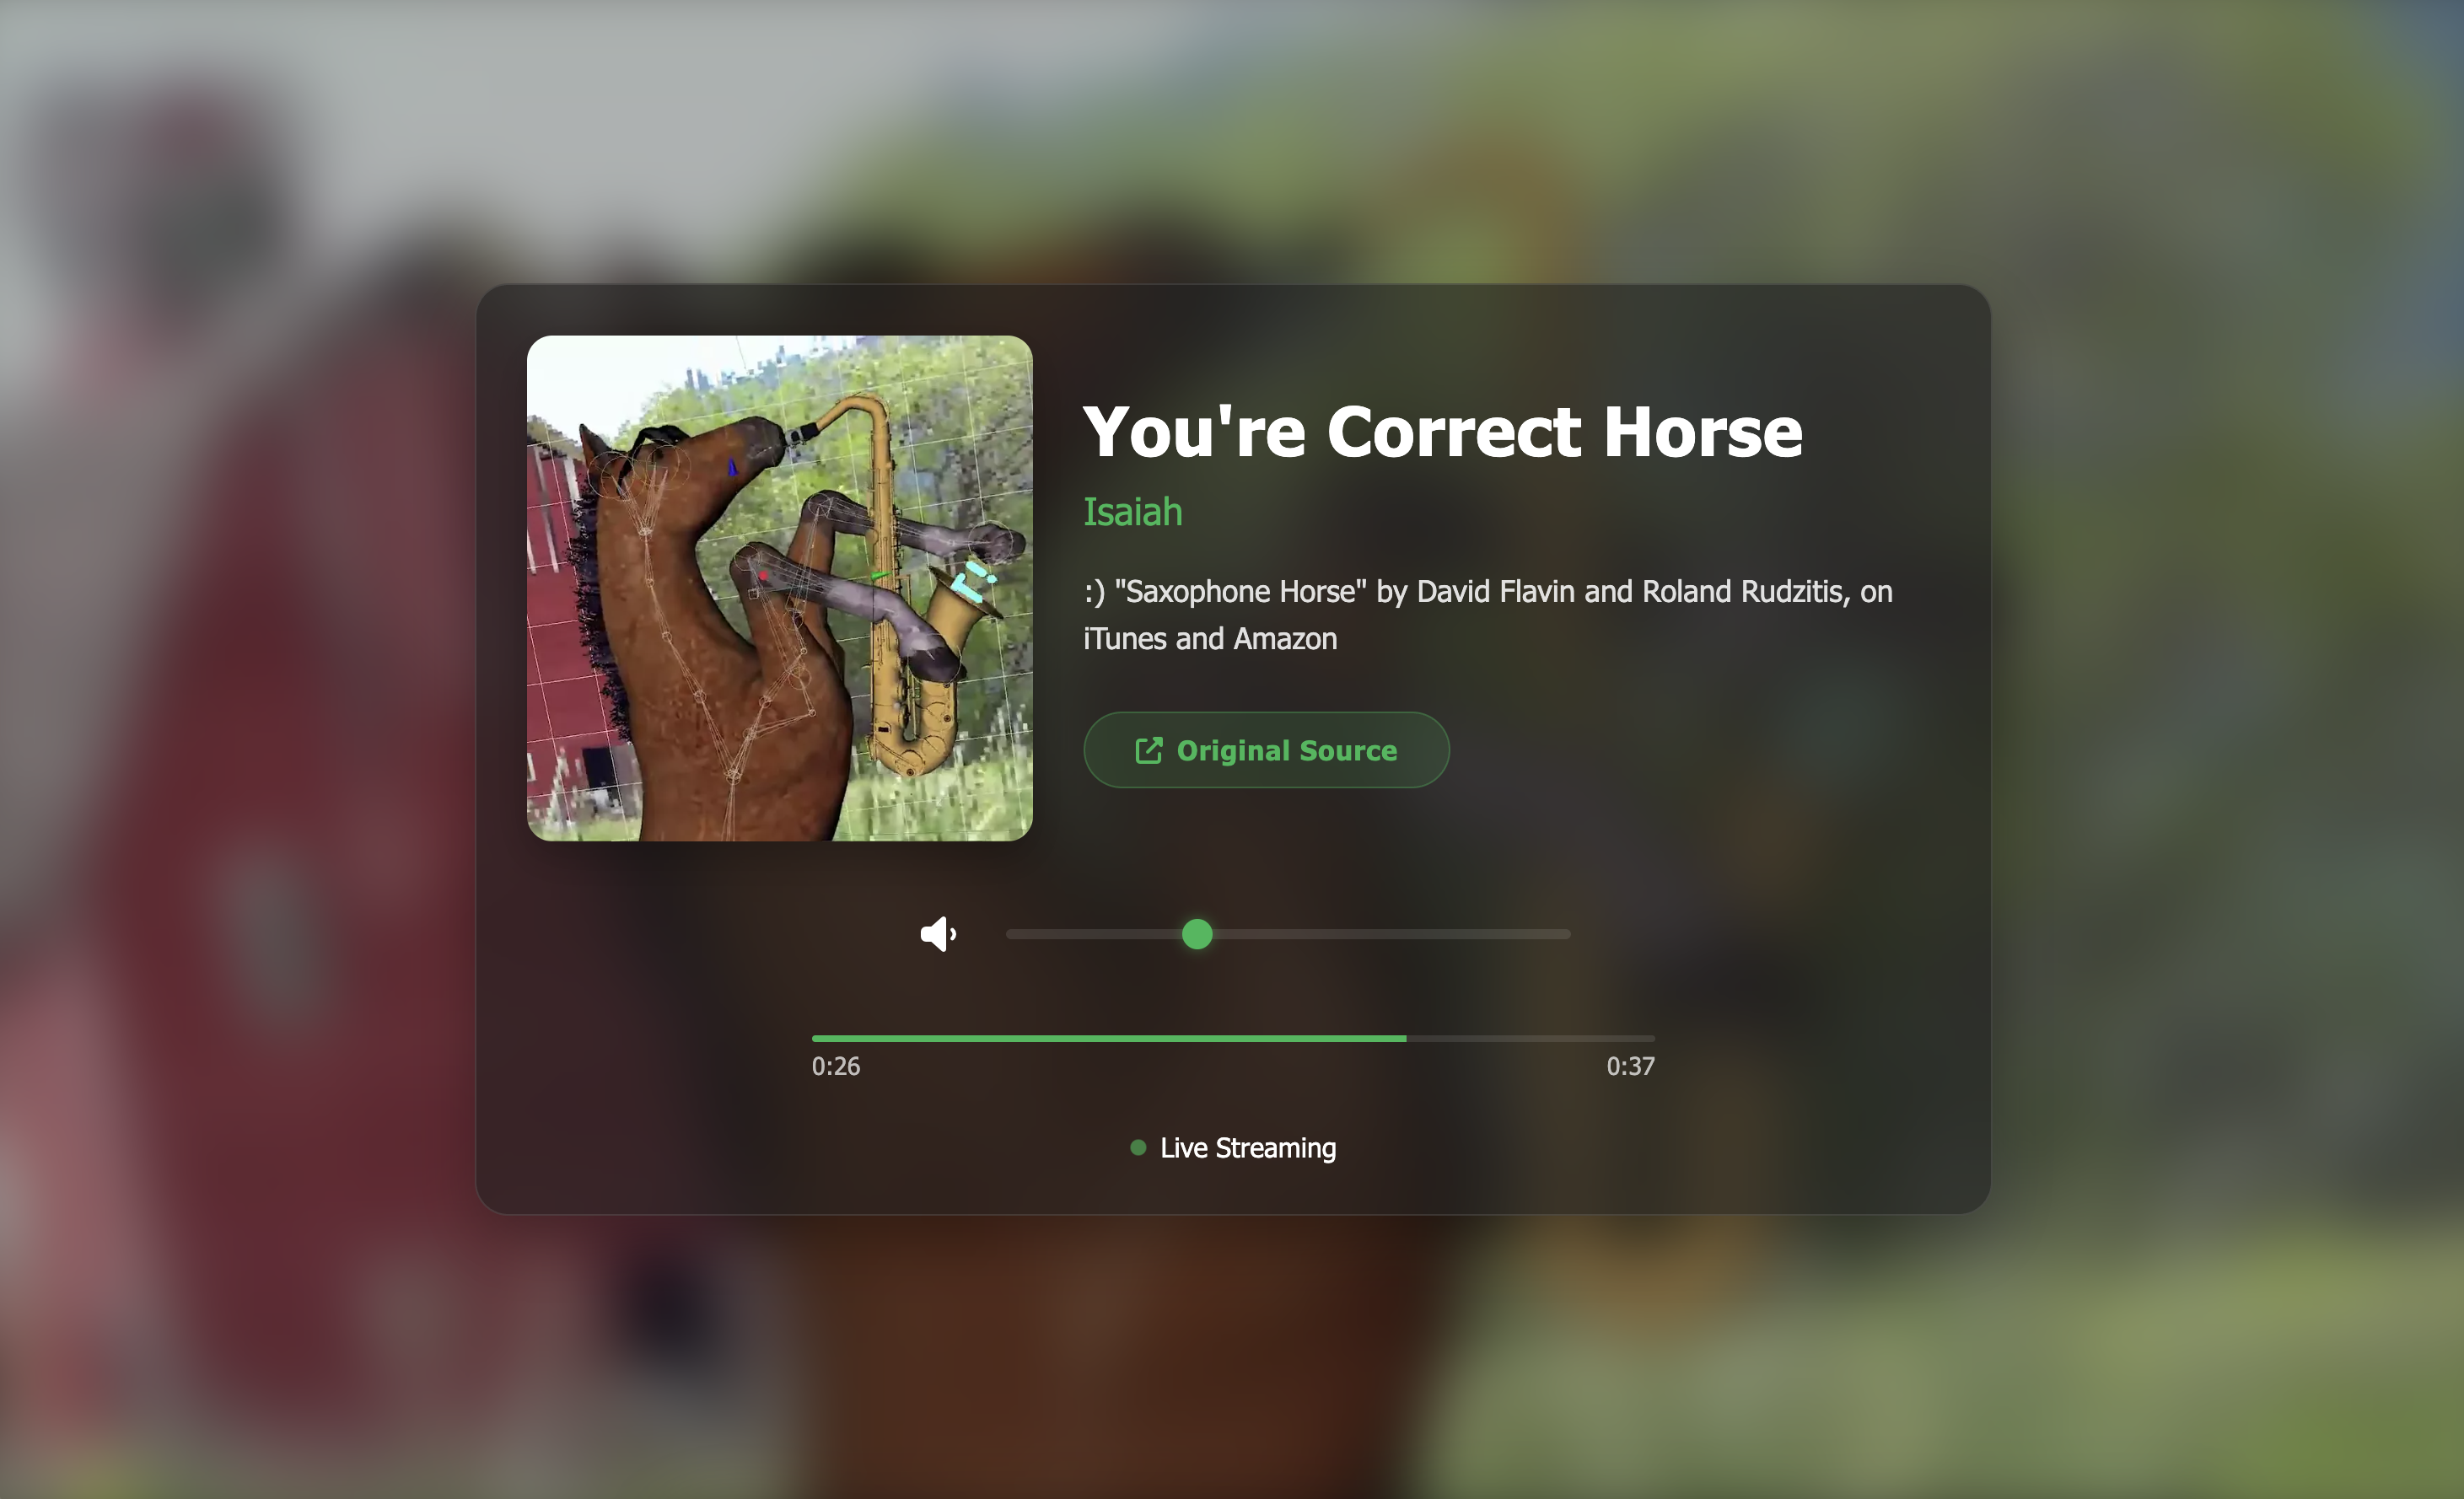 You're Correct Horse
Isaiah
:) "Saxophone Horse" by David Flavin and Roland Rudzitis, on
iTunes and Amazon
Original Source
0:26
0:37
Live Streaming